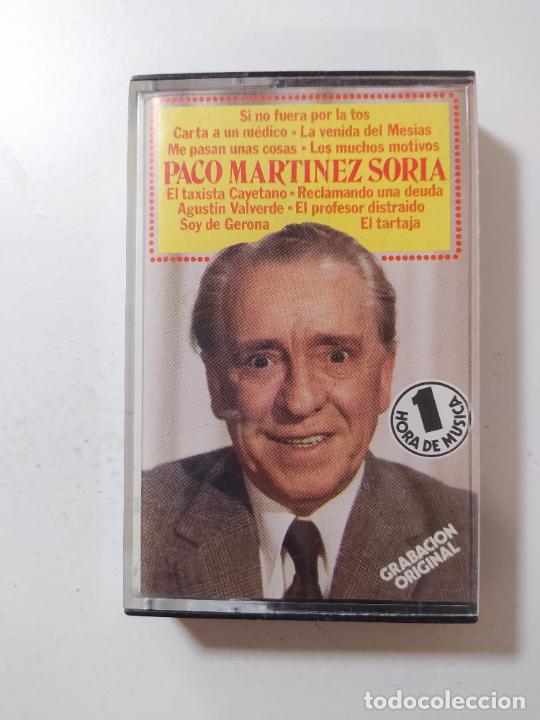 Si no fuera por la tos
Carta a un médico • La venida del Mesias
Me pasan unas cosas • Los muchos motivos
PACO MARTINEZ SORIA
El taxista Cayetano • Reclamando una deuda
Agustin Valverde • El profesor distraido
Soy de Gerona El tartaja
1
HORA DE MUSICA
GRABACION
ORIGINAL
todocoleccion.net